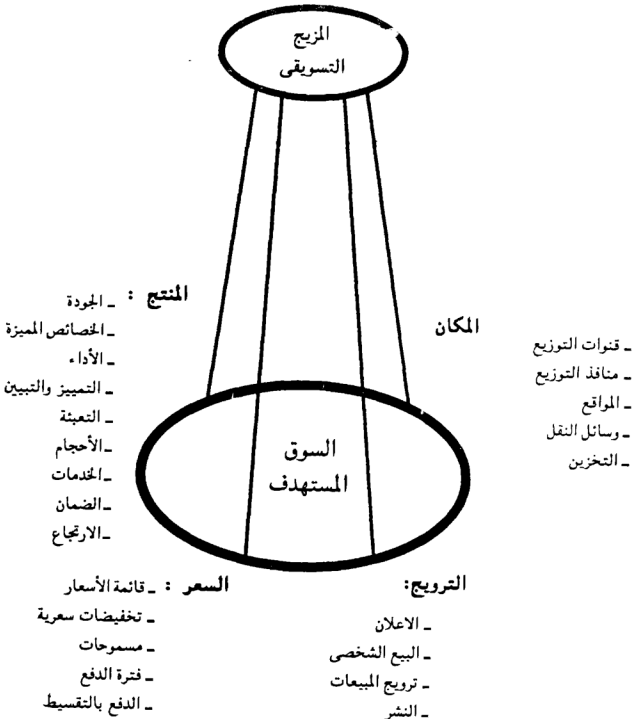 المزيج
التسويقى
المنتج :
ـ الجودة
ـ الخصائص المميزة
ـ الأداء
ـ التمييز والتبيين
ـ التعبئة
ـ الأحجام
ـ الخدمات
ـ الضمان
ـ الارتجاع
المكان
ـ قنوات التوزيع
ـ منافذ التوزيع
ـ المواقع
ـ وسائل النقل
ـ التخزين
السوق
المستهدف
الترويج:
ـ الاعلان
ـ البيع الشخصى
ـ ترويج المبيعات
ـ النشر
السعر :
ـ قائمة الأسعار
ـ تخفيضات سعرية
ـ مسموحات
ـ فترة الدفع
ـ الدفع بالتقسيط